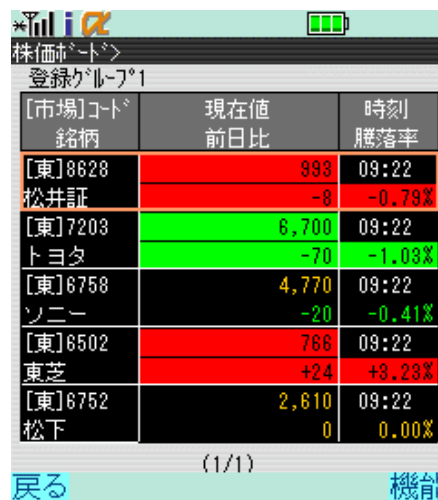 株価ﾎﾞｰﾄﾞ>
登録ｸﾞﾙｰﾌﾟ1
[市場]ｺｰﾄﾞ 現在値 時刻
銘柄 前日比 騰落率
[東]8628 993 09:22
松井証 -8 -0.79%
[東]7203 6,700 09:22
トヨタ -70 -1.03%
[東]6758 4,770 09:22
ソニー -20 -0.41%
[東]6502 766 09:22
東芝 +24 +3.23%
[東]6752 2,610 09:22
松下 0 0.00%
(1/1)
戻る 機能